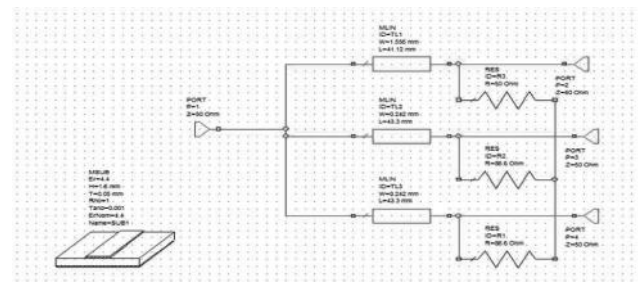 MLIN
ID=TL1
W=1.556 mm
L=41.12 mm
RES
ID=R3
R=50 Ohm
PORT
P=2
Z=50 Ohm
PORT
P=1
Z=50 Ohm
MLIN
ID=TL2
W=0.242 mm
L=43.3 mm
RES
ID=R2
R=86.6 Ohm
PORT
P=3
Z=50 Ohm
MSUB
Er=4.4
H=1.6 mm
T=0.05 mm
Rho=1
Tand=0.001
ErNom=4.4
Name=SUB1
MLIN
ID=TL3
W=0.242 mm
L=43.3 mm
RES
ID=R1
R=86.6 Ohm
PORT
P=4
Z=50 Ohm